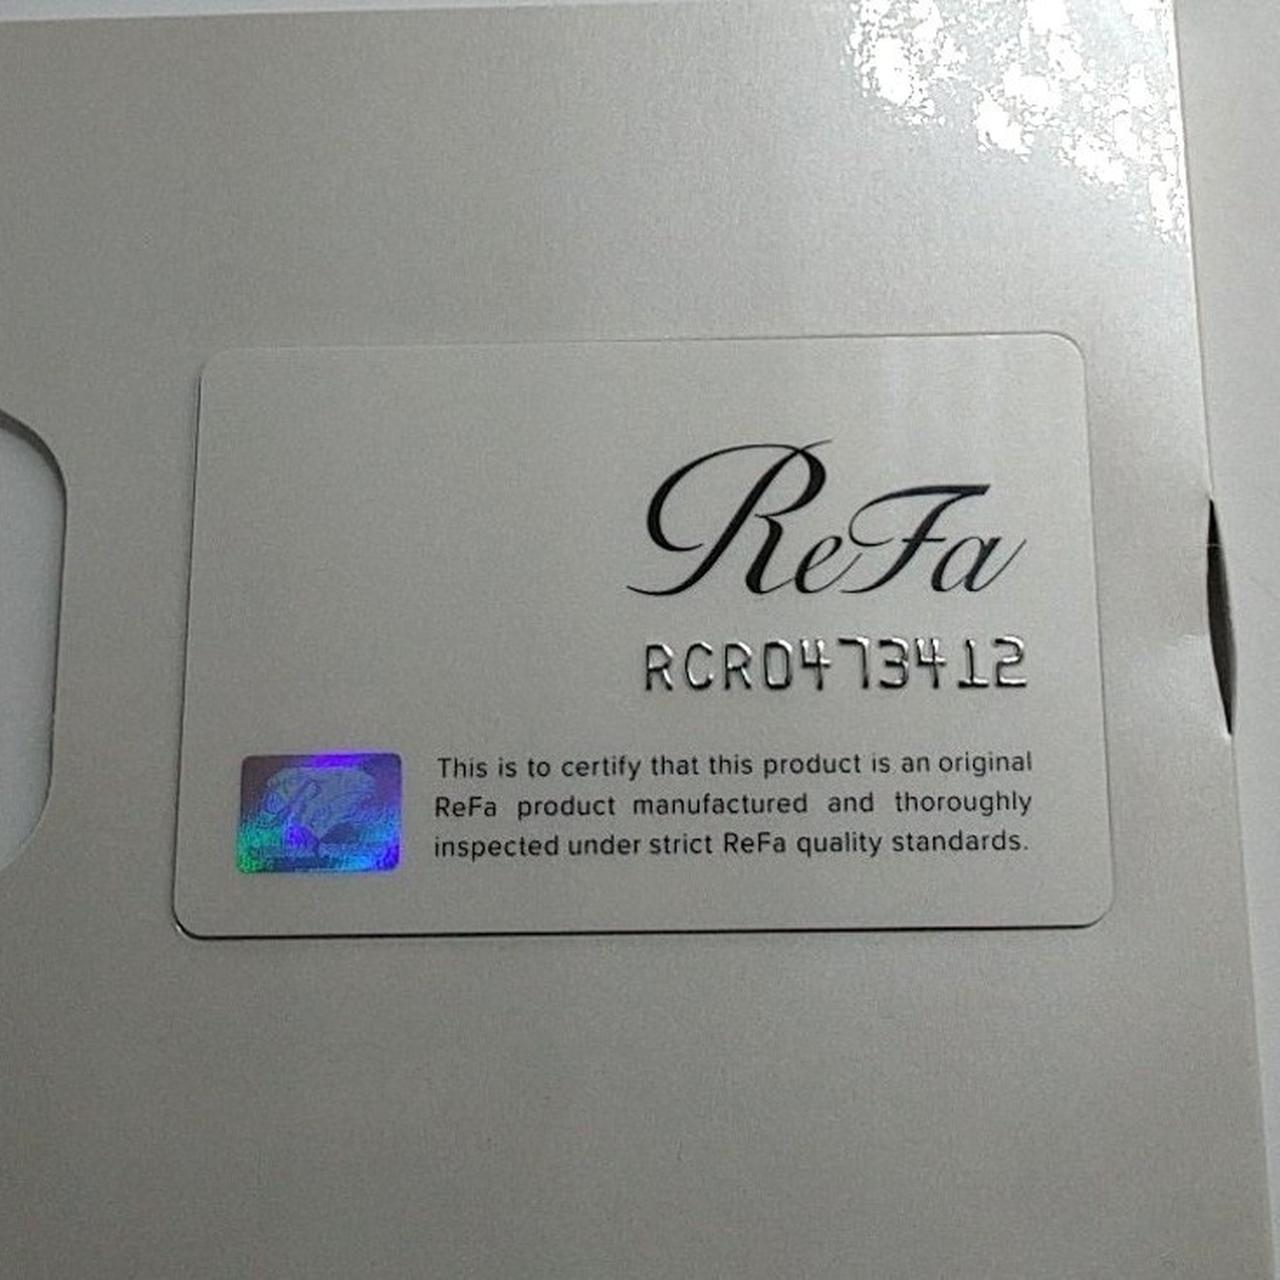 ReFa
RCR0473412
This is to certify that this product is an original
ReFa product manufactured and thoroughly
inspected under strict ReFa quality standards.